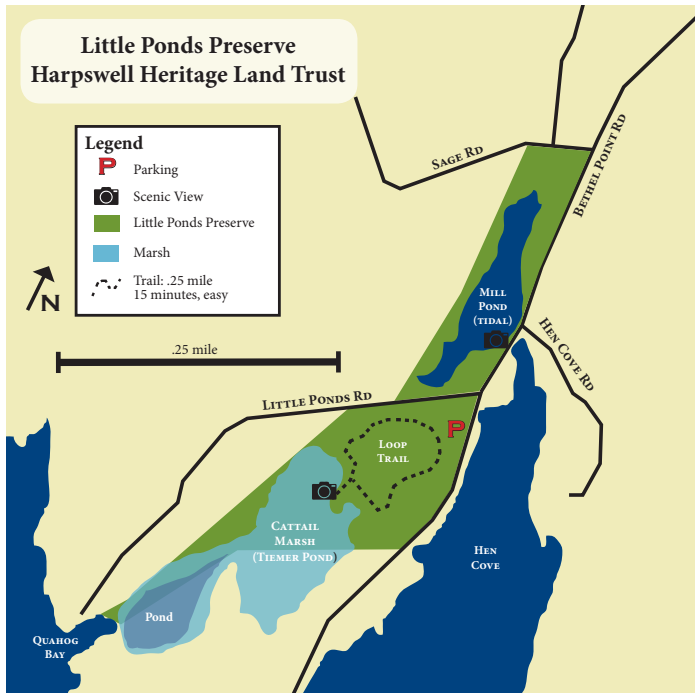 Little Ponds Preserve
Harpswell Heritage Land Trust
Legend
P Parking
Scenic View
Little Ponds Preserve
Marsh
Trail: .25 mile
15 minutes, easy
N
.25 mile
Sage Rd
Bethel Point Rd
Mill
Pond
(tidal)
Hen Cove Rd
Little Ponds Rd
P
Loop
Trail
Cattail
Marsh
(Tiemer Pond)
Hen
Cove
Pond
Quahog
Bay